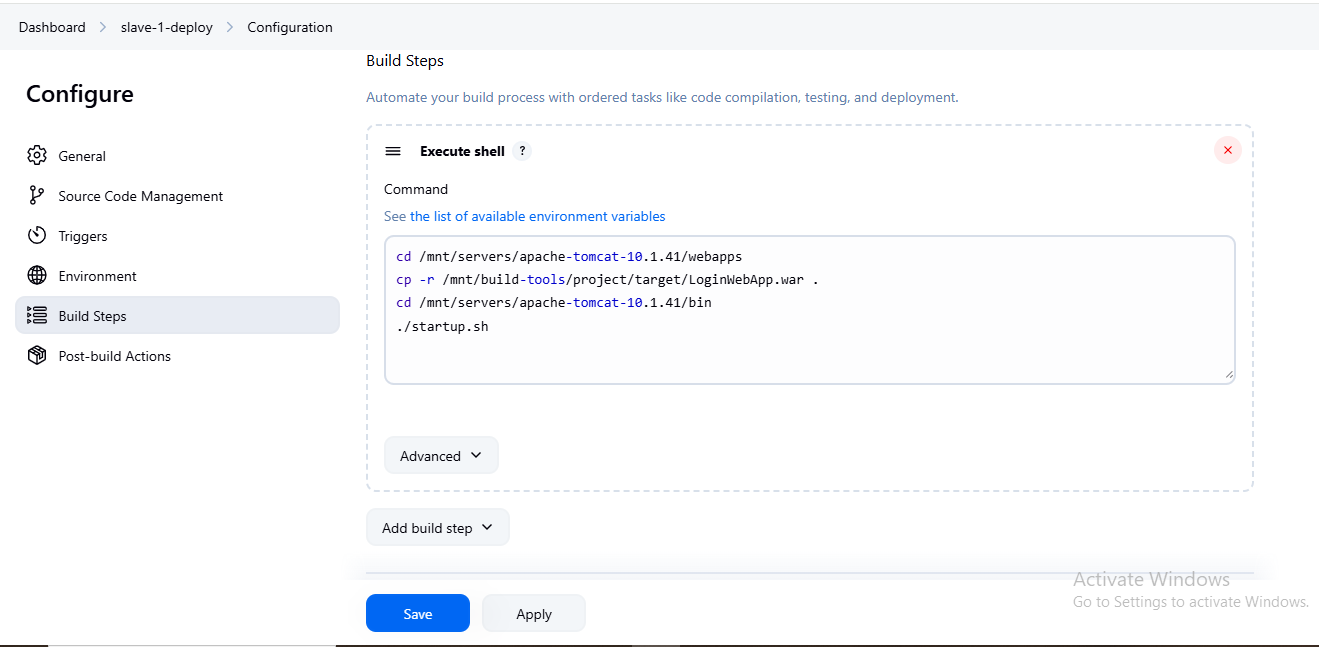 Dashboard > slave-1-deploy > Configuration
Configure
General
Source Code Management
Triggers
Environment
Build Steps
Post-build Actions
Build Steps
Automate your build process with ordered tasks like code compilation, testing, and deployment.
Execute shell ?
Command
See the list of available environment variables
cd /mnt/servers/apache-tomcat-10.1.41/webapps
cp -r /mnt/build-tools/project/target/LoginWebApp.war .
cd /mnt/servers/apache-tomcat-10.1.41/bin
./startup.sh
Advanced
Add build step
Save Apply
Activate Windows
Go to Settings to activate Windows.